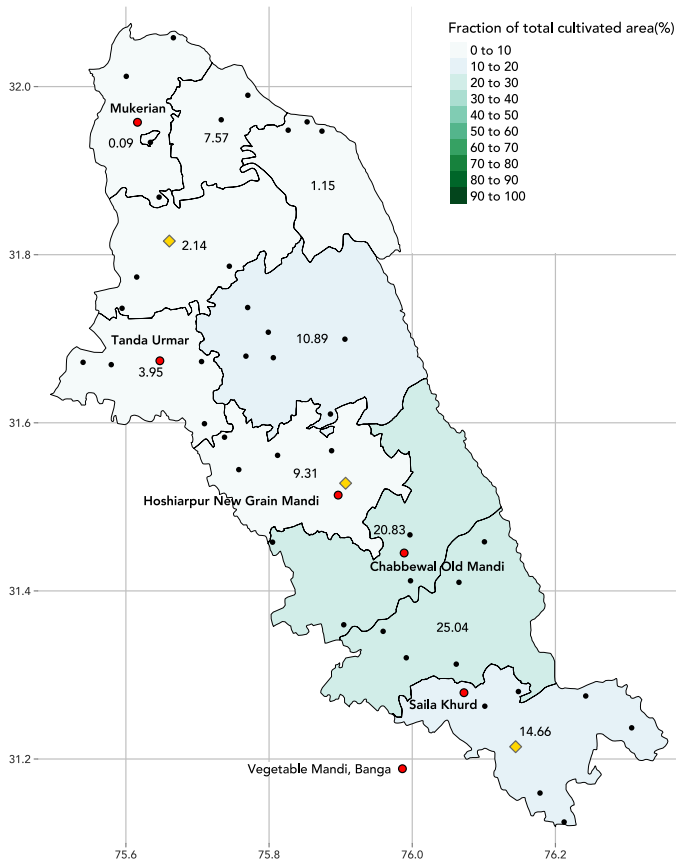 Fraction of total cultivated area(%)
0 to 10
10 to 20
20 to 30
30 to 40
40 to 50
50 to 60
60 to 70
70 to 80
80 to 90
90 to 100
32.0
31.8
31.6
31.4
31.2
Mukerian
0.09
7.57
1.15
2.14
10.89
Tanda Urmar
3.95
9.31
Hoshiarpur New Grain Mandi
20.83
Chabbewal Old Mandi
25.04
Saila Khurd
14.66
Vegetable Mandi, Banga
75.6
75.8
76.0
76.2